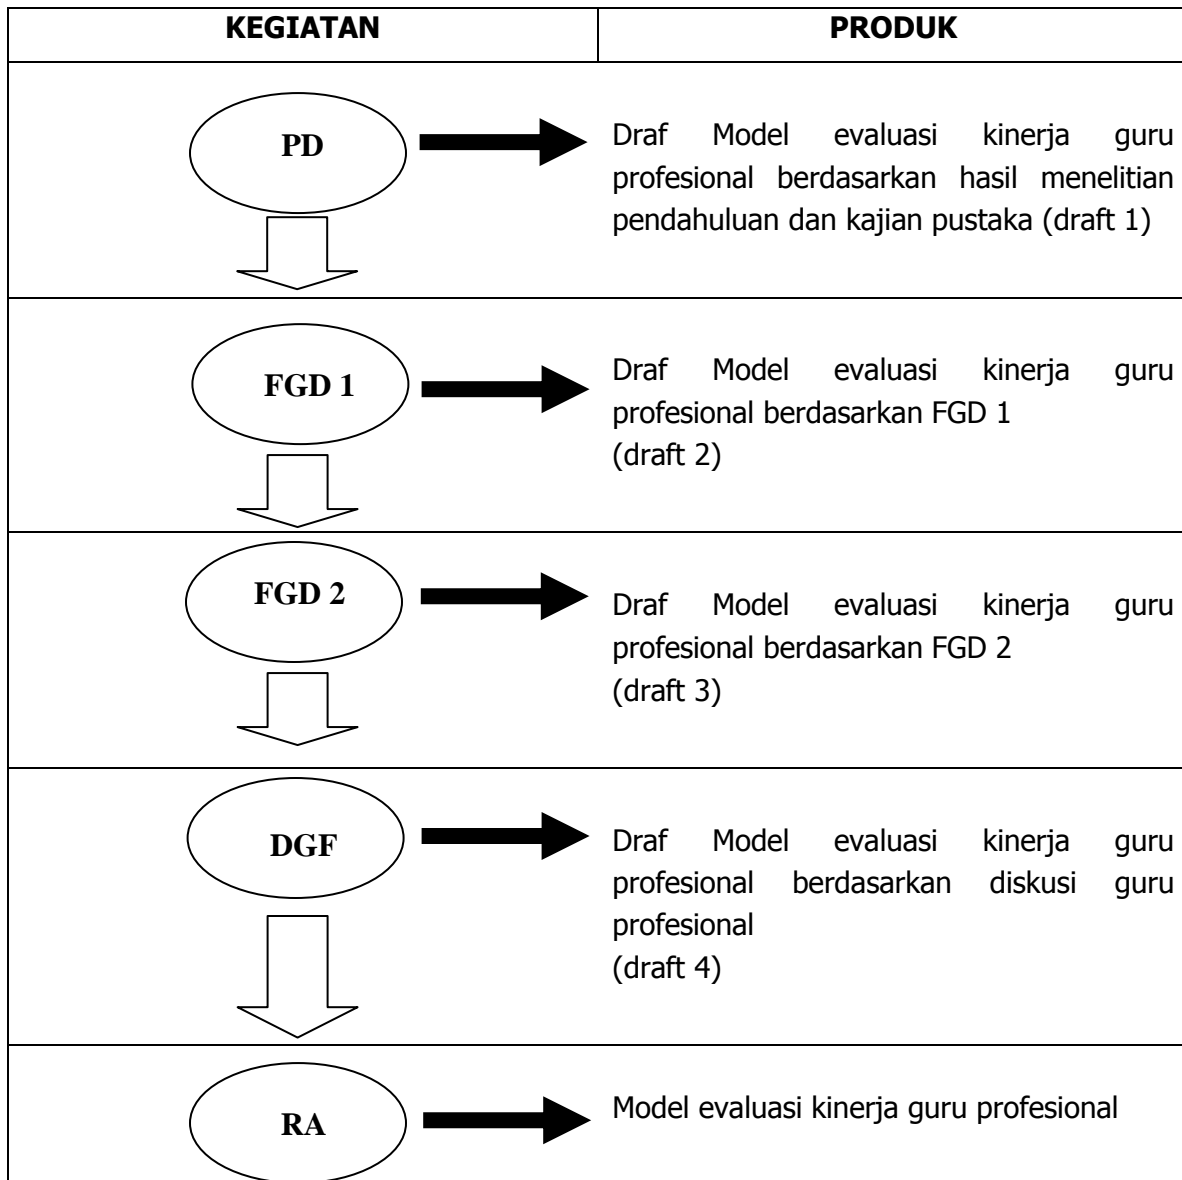 KEGIATAN
PRODUK
PD
Draf Model evaluasi kinerja guru
profesional berdasarkan hasil menelitian
pendahuluan dan kajian pustaka (draft 1)
FGD 1
Draf Model evaluasi kinerja guru
profesional berdasarkan FGD 1
(draft 2)
FGD 2
Draf Model evaluasi kinerja guru
profesional berdasarkan FGD 2
(draft 3)
DGF
Draf Model evaluasi kinerja guru
profesional berdasarkan diskusi guru
profesional
(draft 4)
RA
Model evaluasi kinerja guru profesional